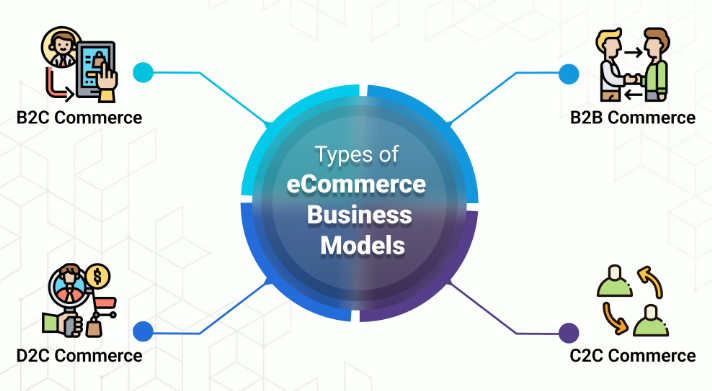 B2C Commerce
B2B Commerce
Types of
eCommerce
Business
Models
$
D2C Commerce
C2C Commerce